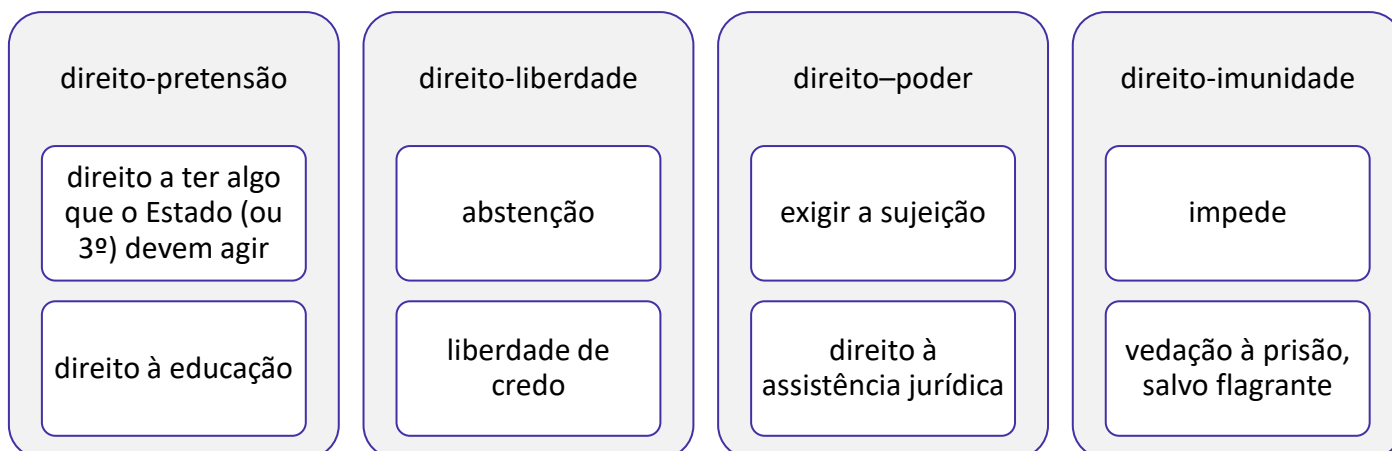 direito-pretensão
direito a ter algo
que o Estado (ou
3º) devem agir
direito à educação
direito-liberdade
abstenção
liberdade de
credo
direito–poder
exigir a sujeição
direito à
assistência jurídica
direito-imunidade
impede
vedação à prisão,
salvo flagrante